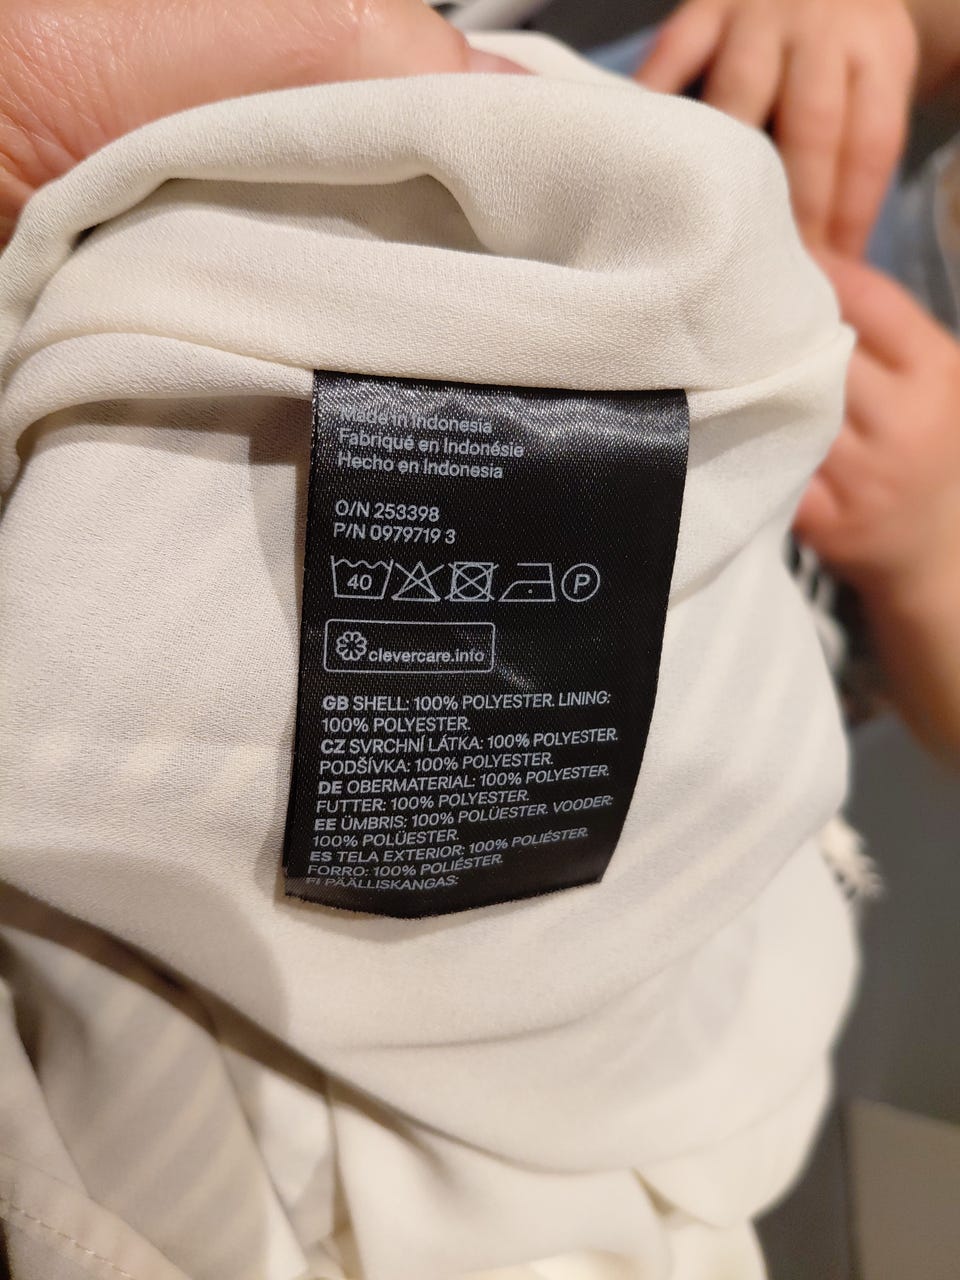 Made in Indonesia
Fabriqué en Indonésie
Hecho en Indonesia
O/N 253398
P/N 0979719 3
40 P
clevercare.info
GB SHELL: 100% POLYESTER. LINING:
100% POLYESTER.
CZ SVRCHNÍ LÁTKA: 100% POLYESTER.
PODŠÍVKA: 100% POLYESTER.
DE OBERMATERIAL: 100% POLYESTER.
FUTTER: 100% POLYESTER.
EE ÜMBRIS: 100% POLÜESTER. VOODER:
100% POLÜESTER.
ES TELA EXTERIOR: 100% POLIÉSTER.
FORRO: 100% POLIÉSTER.
FI PÄÄLLISKANGAS: